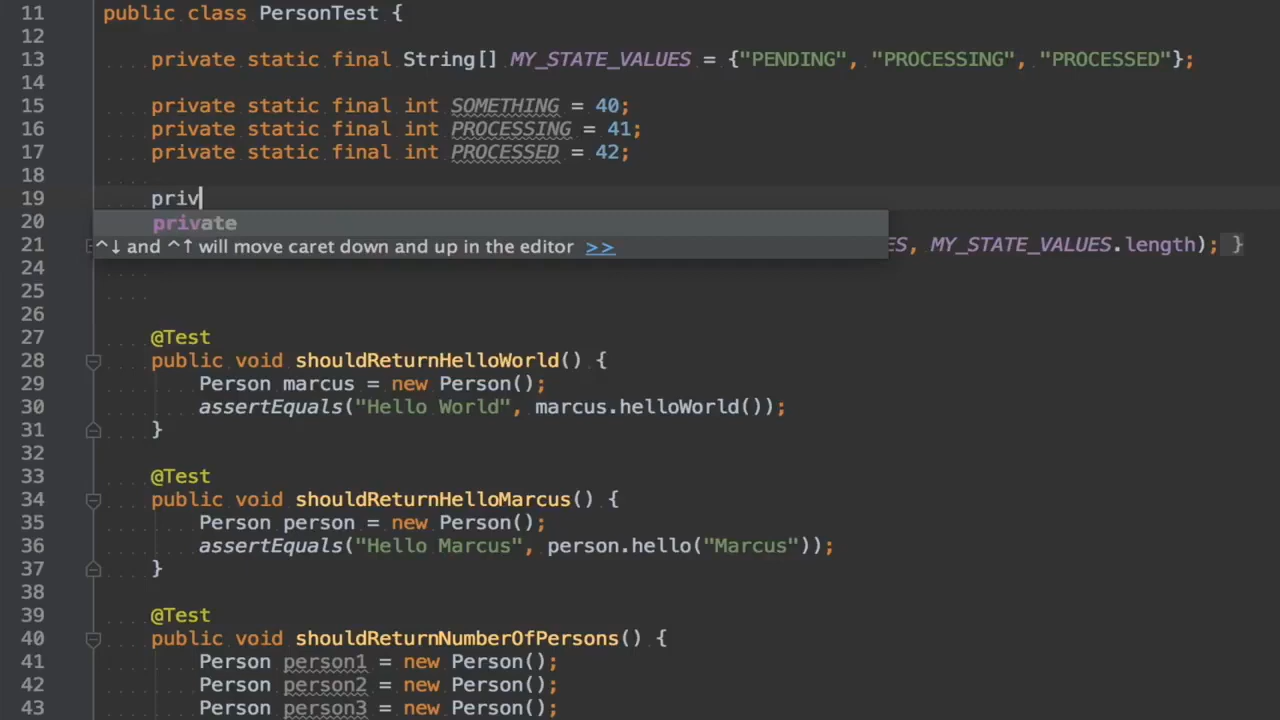 11 public class PersonTest {
12
13 private static final String[] MY_STATE_VALUES = {"PENDING", "PROCESSING", "PROCESSED"};
14
15 private static final int SOMETHING = 40;
16 private static final int PROCESSING = 41;
17 private static final int PROCESSED = 42;
18
19 priv
20 private
^↓ and ^↑ will move caret down and up in the editor >>
21 ES, MY_STATE_VALUES.length); }
24
25
26
27 @Test
28 public void shouldReturnHelloWorld() {
29 Person marcus = new Person();
30 assertEquals("Hello World", marcus.helloWorld());
31 }
32
33 @Test
34 public void shouldReturnHelloMarcus() {
35 Person person = new Person();
36 assertEquals("Hello Marcus", person.hello("Marcus"));
37 }
38
39 @Test
40 public void shouldReturnNumberOfPersons() {
41 Person person1 = new Person();
42 Person person2 = new Person();
43 Person person3 = new Person();